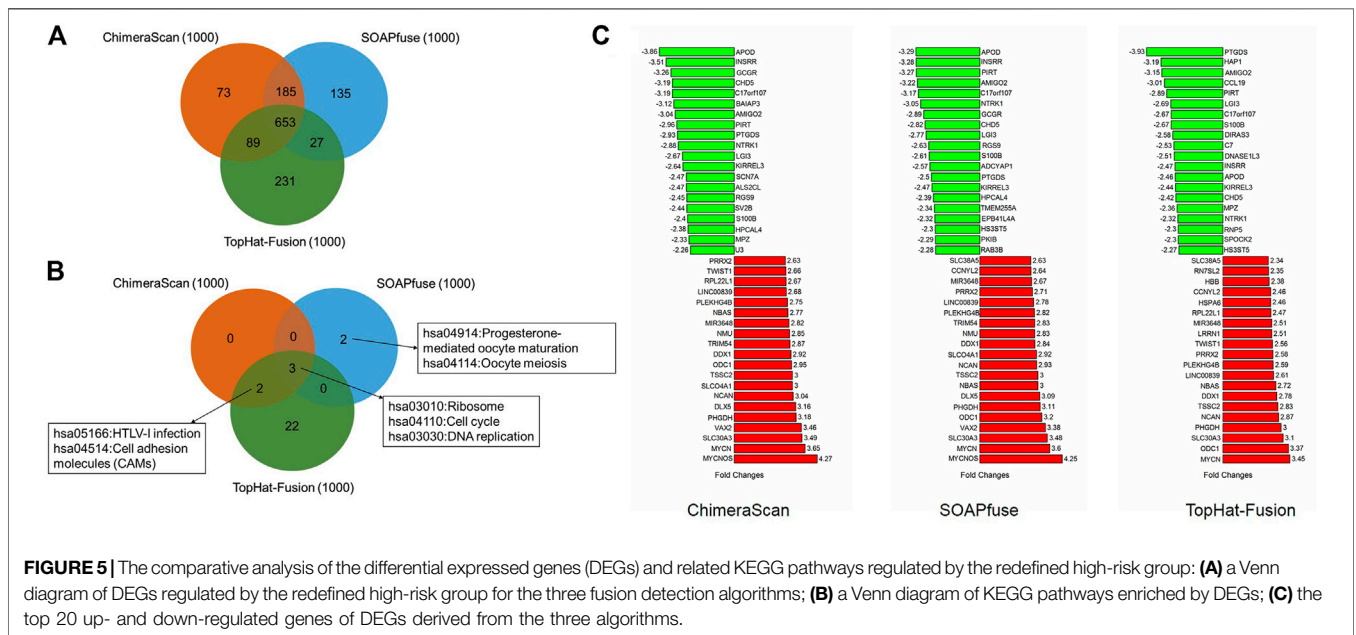 A
ChimeraScan (1000)
SOAPfuse (1000)
73
185
135
653
89
27
231
TopHat-Fusion (1000)
B
ChimeraScan (1000)
SOAPfuse (1000)
0
0
2
3
2
0
22
hsa04914:Progesterone-
mediated oocyte maturation
hsa04114:Oocyte meiosis
hsa03010:Ribosome
hsa04110:Cell cycle
hsa03030:DNA replication
hsa05166:HTLV-I infection
hsa04514:Cell adhesion
molecules (CAMs)
TopHat-Fusion (1000)
C
-3.86 APOD
-3.51 INSRR
-3.26 GCGR
-3.19 CHD5
-3.19 C17orf107
-3.12 BAIAP3
-3.04 AMIGO2
-2.96 PIRT
-2.93 PTGDS
-2.88 NTRK1
-2.67 LGI3
-2.64 KIRREL3
-2.47 SCN7A
-2.47 ALS2CL
-2.45 RGS9
-2.44 SV2B
-2.4 S100B
-2.38 HPCAL4
-2.33 MPZ
-2.26 U3
PRRX2 2.63
TWIST1 2.66
RPL22L1 2.67
LINC00839 2.68
PLEKHG4B 2.75
NBAS 2.77
MIR3648 2.82
NMU 2.85
TRIM54 2.87
DDX1 2.92
ODC1 2.95
TSSC2 3
SLCO4A1 3
NCAN 3.04
DLX5 3.16
PHGDH 3.18
VAX2 3.46
SLC30A3 3.49
MYCN 3.65
MYCNOS 4.27
Fold Changes
ChimeraScan
-3.29 APOD
-3.28 INSRR
-3.27 PIRT
-3.22 AMIGO2
-3.17 C17orf107
-3.05 NTRK1
-2.89 GCGR
-2.82 CHD5
-2.77 LGI3
-2.63 RGS9
-2.61 S100B
-2.57 ADCYAP1
-2.5 PTGDS
-2.47 KIRREL3
-2.39 HPCAL4
-2.34 TMEM255A
-2.32 EPB41L4A
-2.3 HS3ST5
-2.29 PKIB
-2.28 RAB3B
SLC38A5 2.63
CCNYL2 2.64
MIR3648 2.67
PRRX2 2.71
LINC00839 2.78
PLEKHG4B 2.82
TRIM54 2.83
NMU 2.83
DDX1 2.84
SLCO4A1 2.92
NCAN 2.93
TSSC2 3
NBAS 3
DLX5 3.09
PHGDH 3.11
ODC1 3.2
VAX2 3.38
SLC30A3 3.48
MYCN 3.6
MYCNOS 4.25
Fold Changes
SOAPfuse
-3.93 PTGDS
-3.19 HAP1
-3.15 AMIGO2
-3.01 CCL19
-2.89 PIRT
-2.69 LGI3
-2.67 C17orf107
-2.67 S100B
-2.58 DIRAS3
-2.53 C7
-2.51 DNASE1L3
-2.47 INSRR
-2.46 APOD
-2.44 KIRREL3
-2.42 CHD5
-2.36 MPZ
-2.32 NTRK1
-2.3 RNP5
-2.3 SPOCK2
-2.27 HS3ST5
SLC38A5 2.34
RN7SL2 2.35
HBB 2.38
CCNYL2 2.46
HSPA6 2.46
RPL22L1 2.47
MIR3648 2.51
LRRN1 2.51
TWIST1 2.56
PRRX2 2.58
PLEKHG4B 2.59
LINC00839 2.61
NBAS 2.72
DDX1 2.78
TSSC2 2.83
NCAN 2.87
PHGDH 3
SLC30A3 3.1
ODC1 3.37
MYCN 3.45
Fold Changes
TopHat-Fusion
FIGURE 5 | The comparative analysis of the differential expressed genes (DEGs) and related KEGG pathways regulated by the redefined high-risk group: (A) a Venn
diagram of DEGs regulated by the redefined high-risk group for the three fusion detection algorithms; (B) a Venn diagram of KEGG pathways enriched by DEGs; (C) the
top 20 up- and down-regulated genes of DEGs derived from the three algorithms.